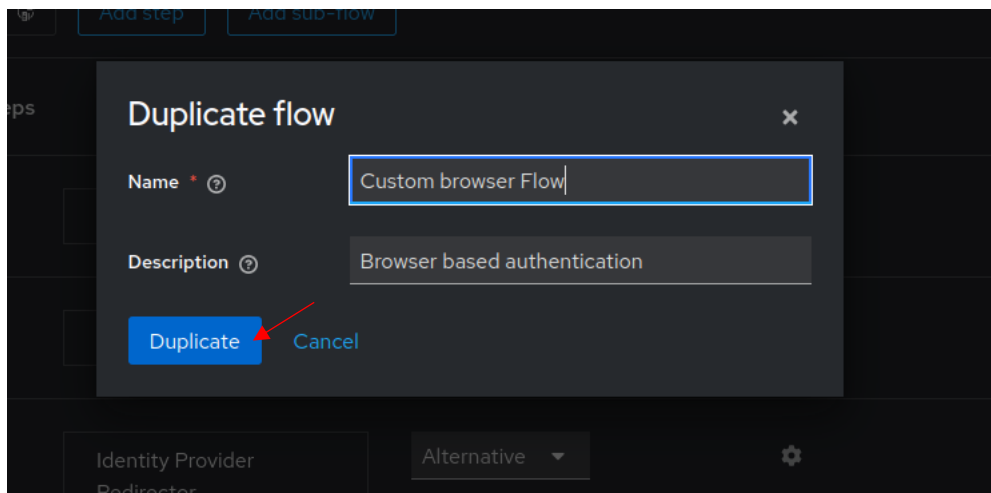 Add step Add sub-flow
eps
Duplicate flow
Name *
Custom browser Flow
Description
Browser based authentication
Duplicate Cancel
Identity Provider
Redirector
Alternative